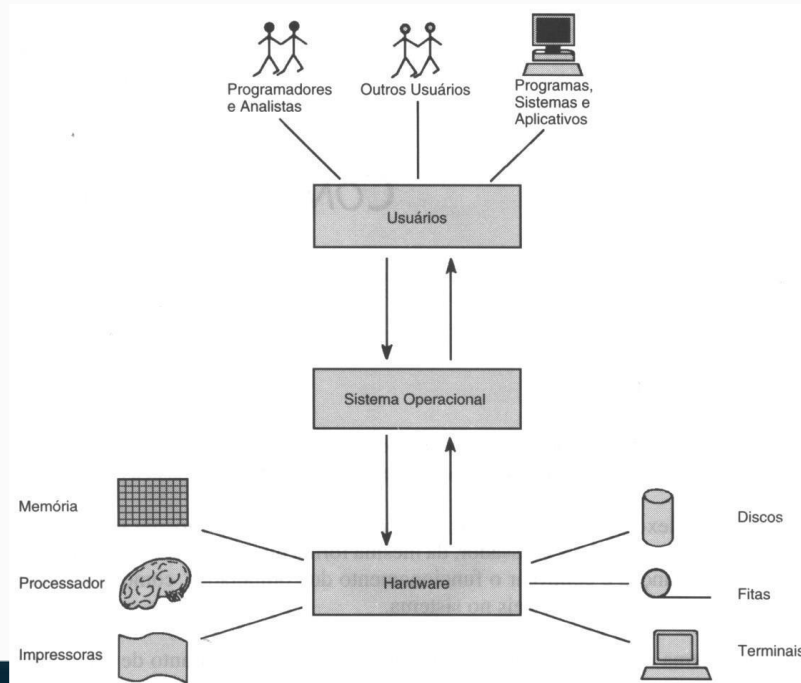 Programadores
e Analistas
Outros Usuários
Programas,
Sistemas e
Aplicativos
Usuários
Sistema Operacional
Memória
Hardware
Discos
Processador
Fitas
Impressoras
Terminais